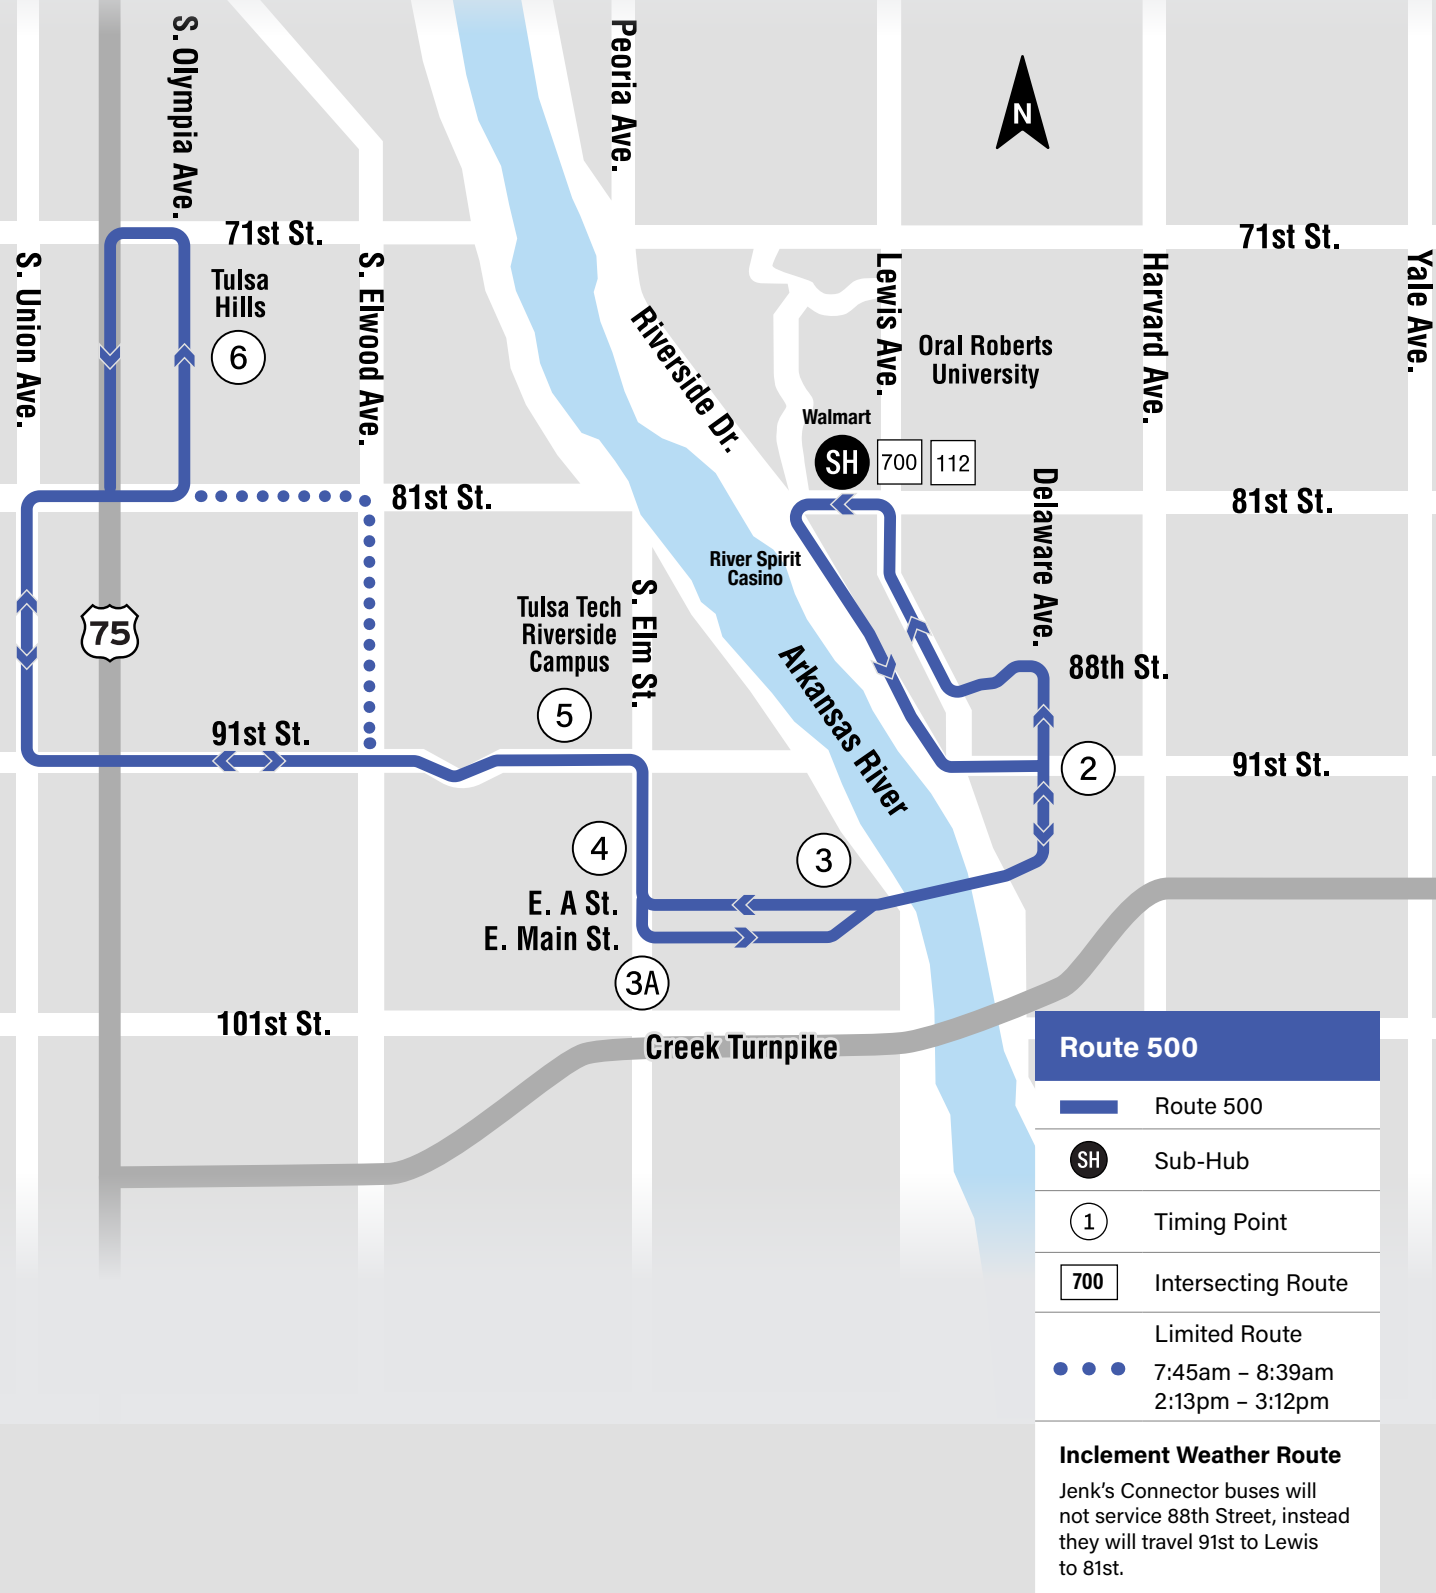 S. Olympia Ave.
Peoria Ave.
N
71st St.
71st St.
S. Union Ave.
S. Elwood Ave.
Lewis Ave.
Harvard Ave.
Yale Ave.
Tulsa
Hills
6
Riverside Dr.
Oral Roberts
University
Walmart
SH
700
112
81st St.
Delaware Ave.
81st St.
River Spirit
Casino
75
Tulsa Tech
Riverside
Campus
S. Elm St.
5
Arkansas River
88th St.
91st St.
2
91st St.
4
3
E. A St.
E. Main St.
3A
101st St.
Creek Turnpike
Route 500
Route 500
SH
Sub-Hub
1
Timing Point
700
Intersecting Route
Limited Route
7:45am – 8:39am
2:13pm – 3:12pm
Inclement Weather Route
Jenk's Connector buses will
not service 88th Street, instead
they will travel 91st to Lewis
to 81st.